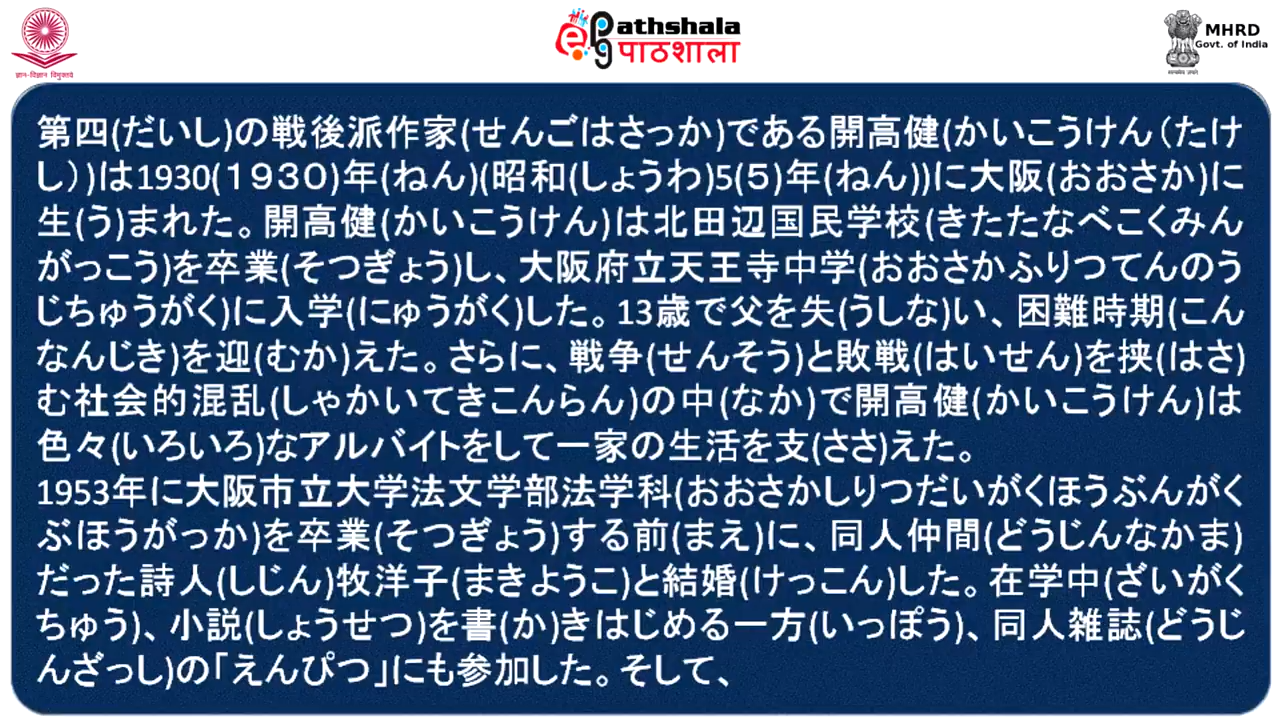 ज्ञान-विज्ञान विमुक्तये
ePg
athshala
पाठशाला
MHRD
Govt. of India
सत्यमेव जयते
第四(だいし)の戦後派作家(せんごはさっか)である開高健(かいこうけん（たけ
し）)は1930(１９３０)年(ねん)(昭和(しょうわ)5(５)年(ねん))に大阪(おおさか)に
生(う)まれた。開高健(かいこうけん)は北田辺国民学校(きたたなべこくみん
がっこう)を卒業(そつぎょう)し、大阪府立天王寺中学(おおさかふりつてんのう
じちゅうがく)に入学(にゅうがく)した。13歳で父を失(うしな)い、困難時期(こん
なんじき)を迎(むか)えた。さらに、戦争(せんそう)と敗戦(はいせん)を挟(はさ)
む社会的混乱(しゃかいてきこんらん)の中(なか)で開高健(かいこうけん)は
色々(いろいろ)なアルバイトをして一家の生活を支(ささ)えた。
1953年に大阪市立大学法文学部法学科(おおさかしりつだいがくほうぶんがく
ぶほうがっか)を卒業(そつぎょう)する前(まえ)に、同人仲間(どうじんなかま)
だった詩人(しじん)牧洋子(まきようこ)と結婚(けっこん)した。在学中(ざいがく
ちゅう)、小説(しょうせつ)を書(か)きはじめる一方(いっぽう)、同人雑誌(どうじ
んざっし)の「えんぴつ」にも参加した。そして、